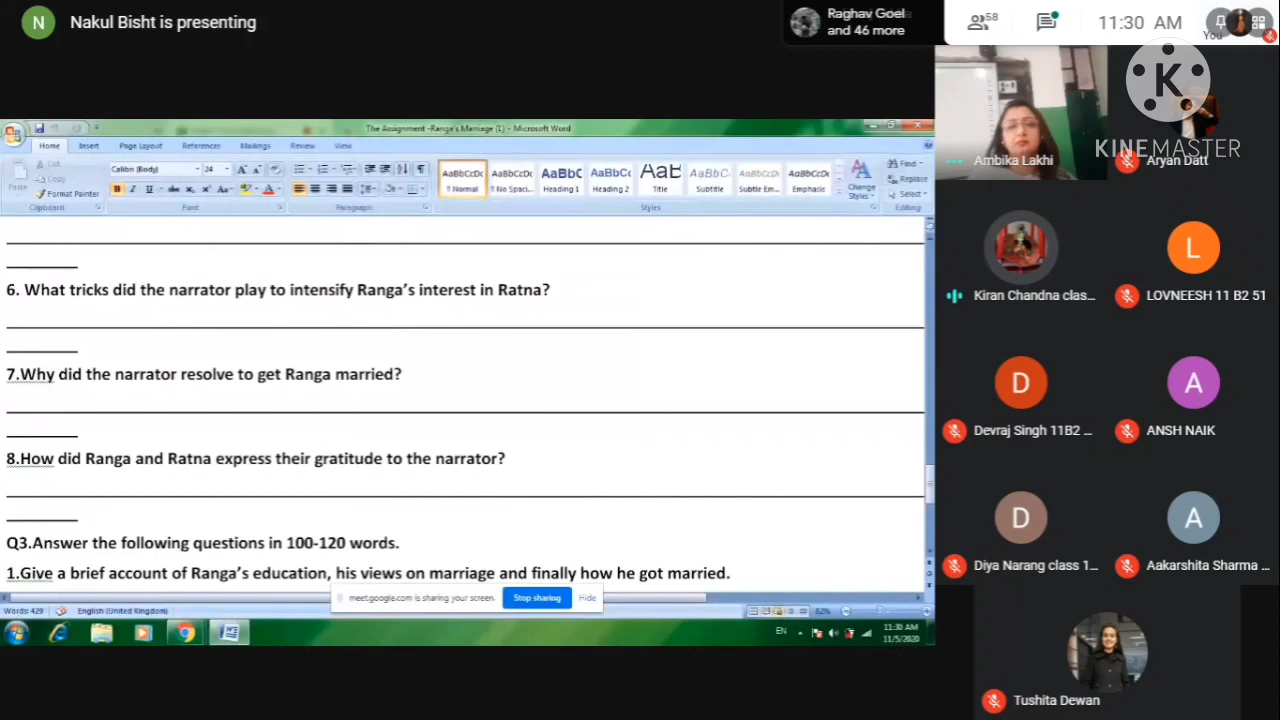 N Nakul Bisht is presenting
Raghav Goel
and 46 more
58
11:30 AM
You
K
KINEMASTER
The Assignment -Ranga's Marriage (1) - Microsoft Word
Home Insert Page Layout References Mailings Review View
Cut
Copy
Paste
Format Painter
Clipboard
Calibri (Body) 24
Font
Paragraph
AaBbCcDc AaBbCcDc AaBbC AaBbCc AaB AaBbC AaBbCcDc AaBbCcDc
¶ Normal ¶ No Spaci... Heading 1 Heading 2 Title Subtitle Subtle Em... Emphasis
Change
Styles
Styles
Find
Replace
Select
Editing
6. What tricks did the narrator play to intensify Ranga's interest in Ratna?
7.Why did the narrator resolve to get Ranga married?
8.How did Ranga and Ratna express their gratitude to the narrator?
Q3.Answer the following questions in 100-120 words.
1.Give a brief account of Ranga's education, his views on marriage and finally how he got married.
meet.google.com is sharing your screen. Stop sharing Hide
Words: 429 English (United Kingdom) 82%
EN 11:30 AM
11/5/2020
Ambika Lakhi
Aryan Datt
Kiran Chandna clas...
L
LOVNEESH 11 B2 51
D
Devraj Singh 11B2 ...
A
ANSH NAIK
D
Diya Narang class 1...
A
Aakarshita Sharma ...
Tushita Dewan